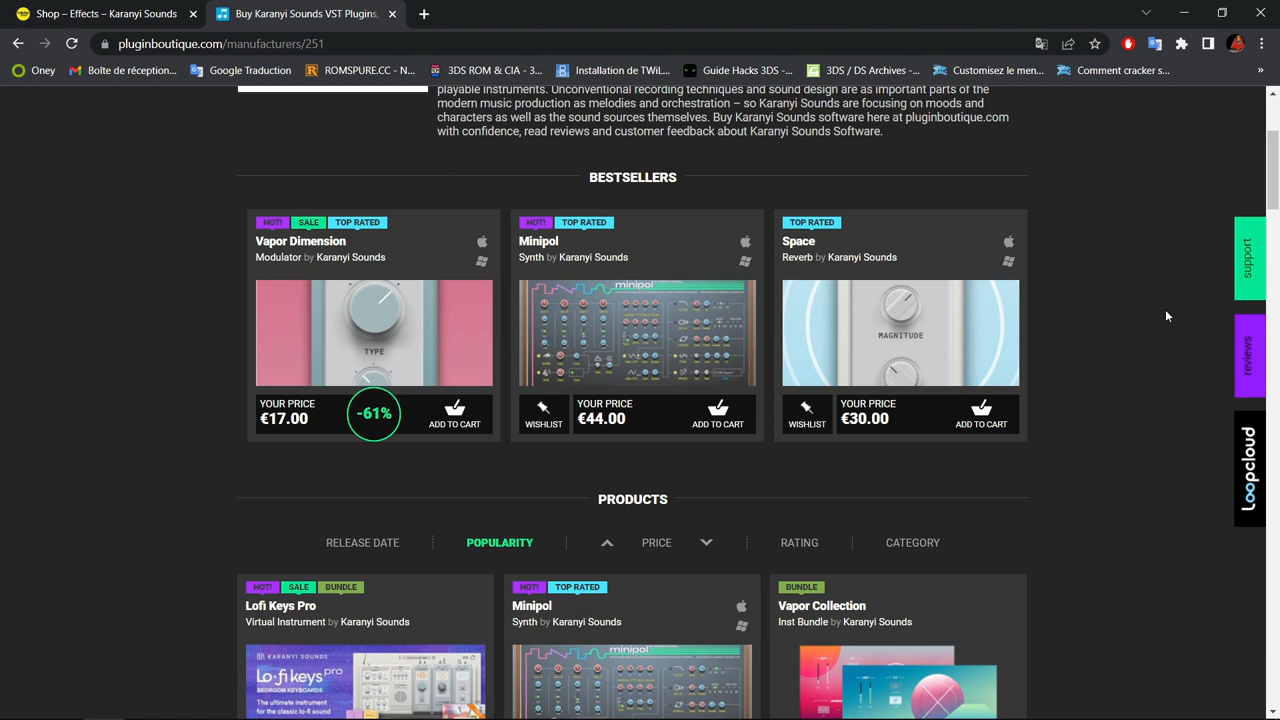 Shop – Effects – Karanyi Sounds
Buy Karanyi Sounds VST Plugins,
pluginboutique.com/manufacturers/251
Oney
Boîte de réception...
Google Traduction
ROMSPURE.CC - N...
3DS ROM & CIA - 3...
Installation de TWiL...
Guide Hacks 3DS -...
3DS / DS Archives -...
Customisez le men...
Comment cracker s...
»
playable instruments. Unconventional recording techniques and sound design are as important parts of the
modern music production as melodies and orchestration – so Karanyi Sounds are focusing on moods and
characters as well as the sound sources themselves. Buy Karanyi Sounds software here at pluginboutique.com
with confidence, read reviews and customer feedback about Karanyi Sounds Software.
BESTSELLERS
HOT! SALE TOP RATED
Vapor Dimension
Modulator by Karanyi Sounds
TYPE
YOUR PRICE
€17.00
-61%
ADD TO CART
HOT! TOP RATED
Minipol
Synth by Karanyi Sounds
minipol
WISHLIST
YOUR PRICE
€44.00
ADD TO CART
TOP RATED
Space
Reverb by Karanyi Sounds
MAGNITUDE
WISHLIST
YOUR PRICE
€30.00
ADD TO CART
support
reviews
Loopcloud
PRODUCTS
RELEASE DATE
POPULARITY
PRICE
RATING
CATEGORY
HOT! SALE BUNDLE
Lofi Keys Pro
Virtual Instrument by Karanyi Sounds
KARANYI SOUNDS
Lo-fi keys pro
BEDROOM KEYBOARDS
The ultimate instrument
for the classic lo-fi sound
HOT! TOP RATED
Minipol
Synth by Karanyi Sounds
minipol
BUNDLE
Vapor Collection
Inst Bundle by Karanyi Sounds